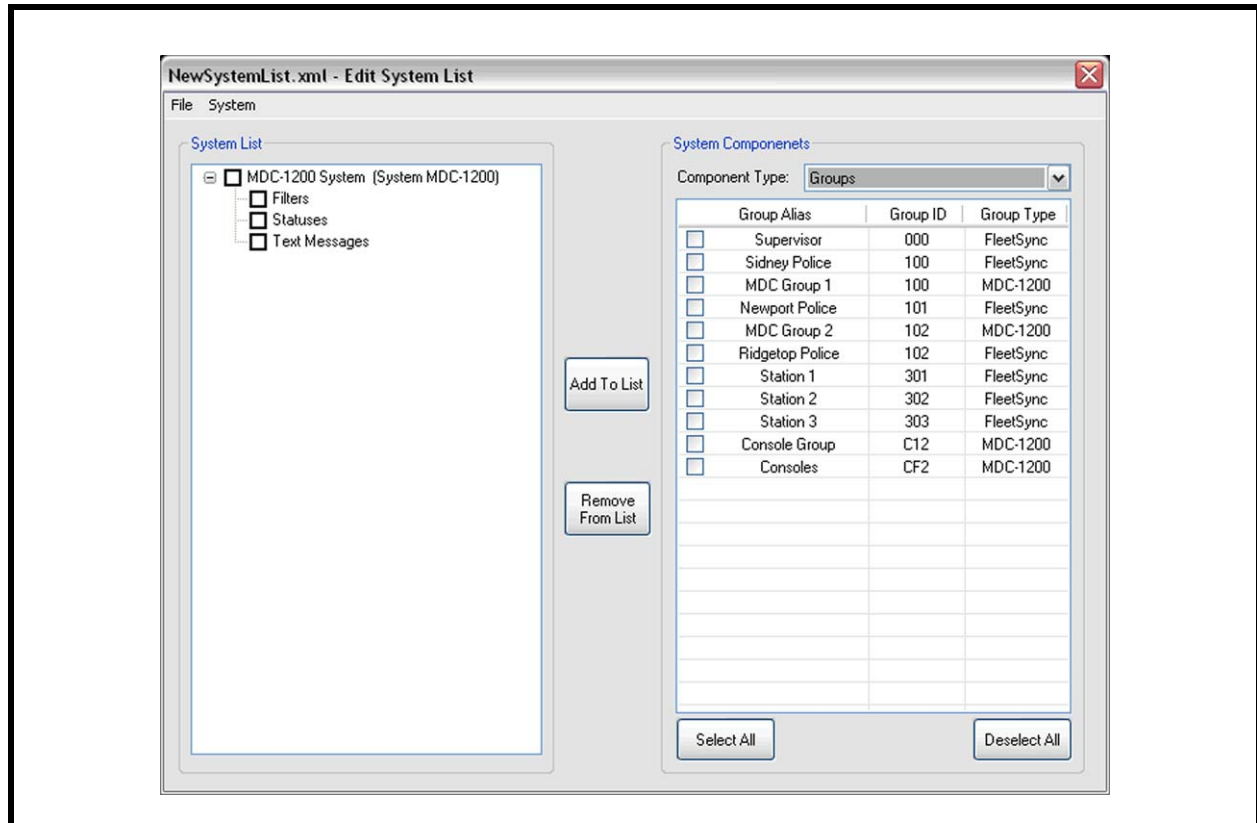 NewSystemList.xml - Edit System List
File System
System List
MDC-1200 System (System MDC-1200)
Filters
Statuses
Text Messages
Add To List
Remove
From List
System Componenets
Component Type: Groups
Group Alias Group ID Group Type
Supervisor 000 FleetSync
Sidney Police 100 FleetSync
MDC Group 1 100 MDC-1200
Newport Police 101 FleetSync
MDC Group 2 102 MDC-1200
Ridgetop Police 102 FleetSync
Station 1 301 FleetSync
Station 2 302 FleetSync
Station 3 303 FleetSync
Console Group C12 MDC-1200
Consoles CF2 MDC-1200
Select All
Deselect All